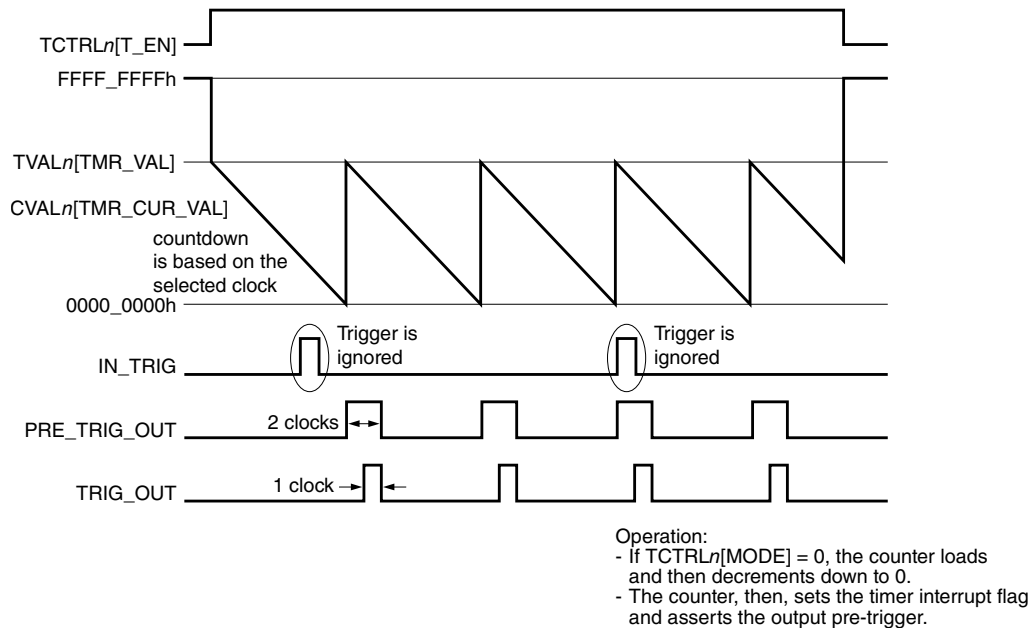 TCTRLn[T_EN]
FFFF_FFFFh
TVALn[TMR_VAL]
CVALn[TMR_CUR_VAL]
countdown
is based on the
selected clock
0000_0000h
Trigger is
ignored
Trigger is
ignored
IN_TRIG
2 clocks
PRE_TRIG_OUT
1 clock
TRIG_OUT
Operation:
- If TCTRLn[MODE] = 0, the counter loads
and then decrements down to 0.
- The counter, then, sets the timer interrupt flag
and asserts the output pre-trigger.